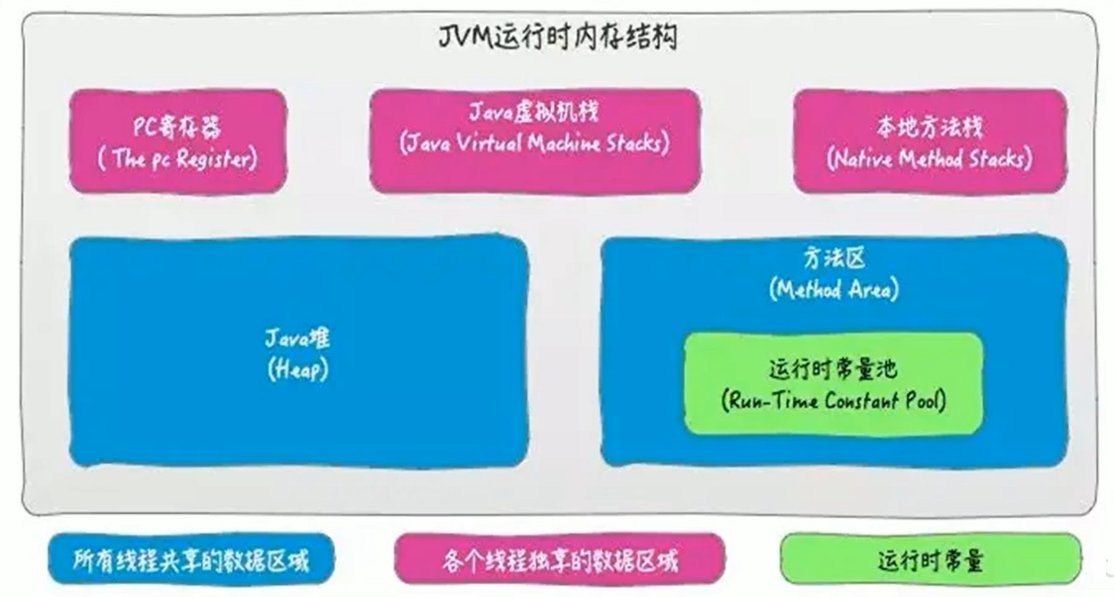 JVM运行时内存结构
PC寄存器
( The pc Register)
Java虚拟机栈
(Java Virtual Machine Stacks)
本地方法栈
(Native Method Stacks)
Java堆
(Heap)
方法区
(Method Area)
运行时常量池
(Run-Time Constant Pool)
所有线程共享的数据区域
各个线程独享的数据区域
运行时常量